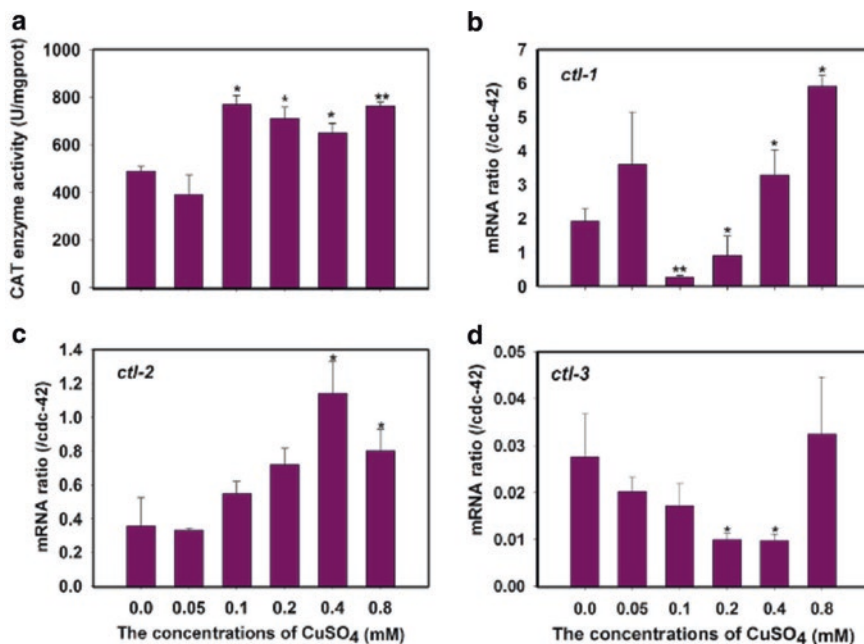 a
CAT enzyme activity (U/mgprot)
1000
800
600
400
200
0
*
*
*
**
b
mRNA ratio (/cdc-42)
ctl-1
7
6
5
4
3
2
1
0
**
*
*
*
c
mRNA ratio (/cdc-42)
ctl-2
1.4
1.2
1.0
0.8
0.6
0.4
0.2
0.0
*
*
0.0 0.05 0.1 0.2 0.4 0.8
The concentrations of CuSO₄ (mM)
d
mRNA ratio (/cdc-42)
ctl-3
0.05
0.04
0.03
0.02
0.01
0.00
*
*
0.0 0.05 0.1 0.2 0.4 0.8
The concentrations of CuSO₄ (mM)